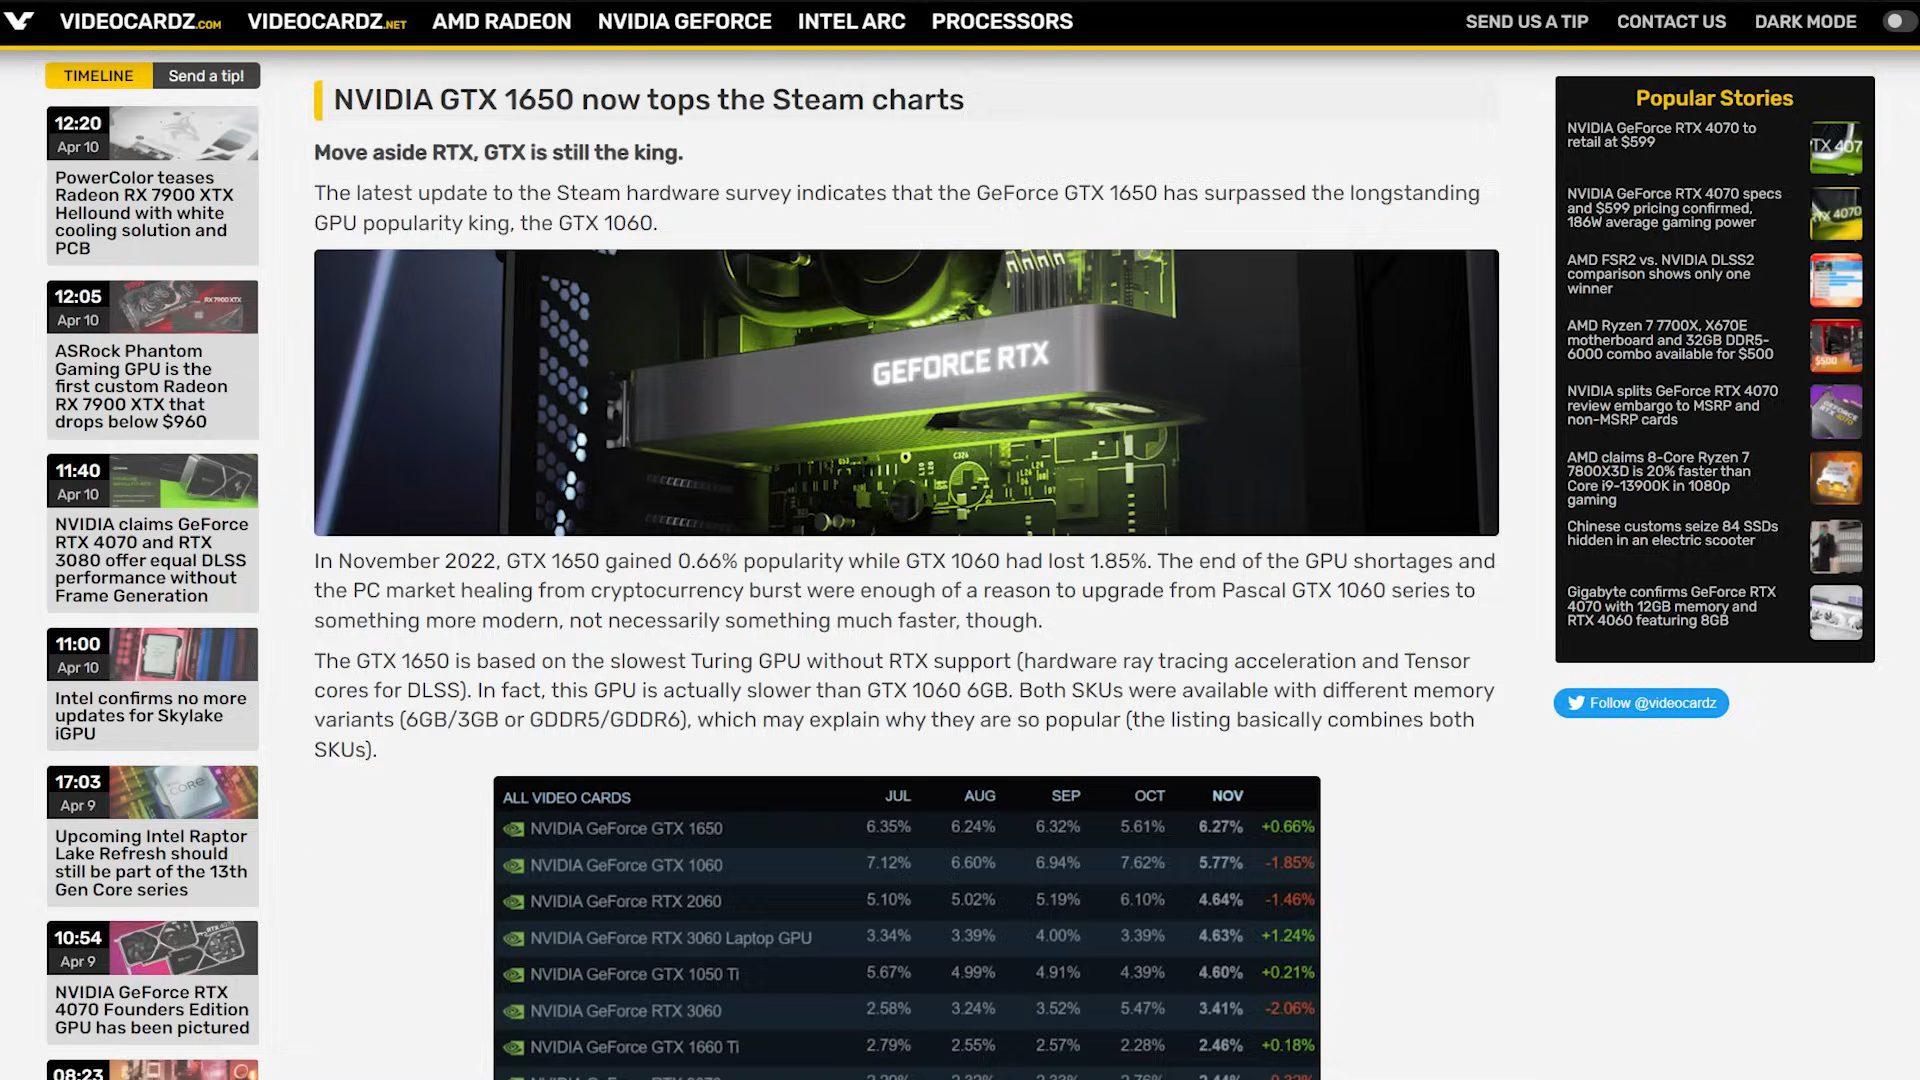 VIDEOCARDZ.COM VIDEOCARDZ.NET AMD RADEON NVIDIA GEFORCE INTEL ARC PROCESSORS SEND US A TIP CONTACT US DARK MODE
TIMELINE Send a tip!
12:20
Apr 10
PowerColor teases
Radeon RX 7900 XTX
Hellound with white
cooling solution and
PCB
12:05
Apr 10
RX 7900 XTX
ASRock Phantom
Gaming GPU is the
first custom Radeon
RX 7900 XTX that
drops below $960
11:40
Apr 10
NVIDIA claims GeForce
RTX 4070 and RTX
3080 offer equal DLSS
performance without
Frame Generation
11:00
Apr 10
Intel confirms no more
updates for Skylake
iGPU
17:03
Apr 9
CORE
Upcoming Intel Raptor
Lake Refresh should
still be part of the 13th
Gen Core series
10:54
Apr 9
RTX 4070
NVIDIA GeForce RTX
4070 Founders Edition
GPU has been pictured
08:23
NVIDIA GTX 1650 now tops the Steam charts
Move aside RTX, GTX is still the king.
The latest update to the Steam hardware survey indicates that the GeForce GTX 1650 has surpassed the longstanding
GPU popularity king, the GTX 1060.
GEFORCE RTX
In November 2022, GTX 1650 gained 0.66% popularity while GTX 1060 had lost 1.85%. The end of the GPU shortages and
the PC market healing from cryptocurrency burst were enough of a reason to upgrade from Pascal GTX 1060 series to
something more modern, not necessarily something much faster, though.
The GTX 1650 is based on the slowest Turing GPU without RTX support (hardware ray tracing acceleration and Tensor
cores for DLSS). In fact, this GPU is actually slower than GTX 1060 6GB. Both SKUs were available with different memory
variants (6GB/3GB or GDDR5/GDDR6), which may explain why they are so popular (the listing basically combines both
SKUs).
ALL VIDEO CARDS JUL AUG SEP OCT NOV
NVIDIA GeForce GTX 1650 6.35% 6.24% 6.32% 5.61% 6.27% +0.66%
NVIDIA GeForce GTX 1060 7.12% 6.60% 6.94% 7.62% 5.77% -1.85%
NVIDIA GeForce RTX 2060 5.10% 5.02% 5.19% 6.10% 4.64% -1.46%
NVIDIA GeForce RTX 3060 Laptop GPU 3.34% 3.39% 4.00% 3.39% 4.63% +1.24%
NVIDIA GeForce GTX 1050 Ti 5.67% 4.99% 4.91% 4.39% 4.60% +0.21%
NVIDIA GeForce RTX 3060 2.58% 3.24% 3.52% 5.47% 3.41% -2.06%
NVIDIA GeForce GTX 1660 Ti 2.79% 2.55% 2.57% 2.28% 2.46% +0.18%
Popular Stories
NVIDIA GeForce RTX 4070 to
retail at $599
NVIDIA GeForce RTX 4070 specs
and $599 pricing confirmed,
186W average gaming power
RTX 4070
AMD FSR2 vs. NVIDIA DLSS2
comparison shows only one
winner
AMD Ryzen 7 7700X, X670E
motherboard and 32GB DDR5-
6000 combo available for $500
$500
NVIDIA splits GeForce RTX 4070
review embargo to MSRP and
non-MSRP cards
AMD claims 8-Core Ryzen 7
7800X3D is 20% faster than
Core i9-13900K in 1080p
gaming
Chinese customs seize 84 SSDs
hidden in an electric scooter
Gigabyte confirms GeForce RTX
4070 with 12GB memory and
RTX 4060 featuring 8GB
Follow @videocardz